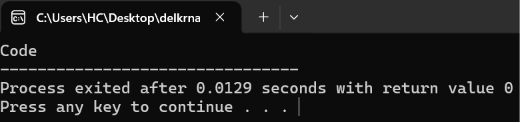 C:\Users\HC\Desktop\delkrna
Code
--------------------------------
Process exited after 0.0129 seconds with return value 0
Press any key to continue . . .